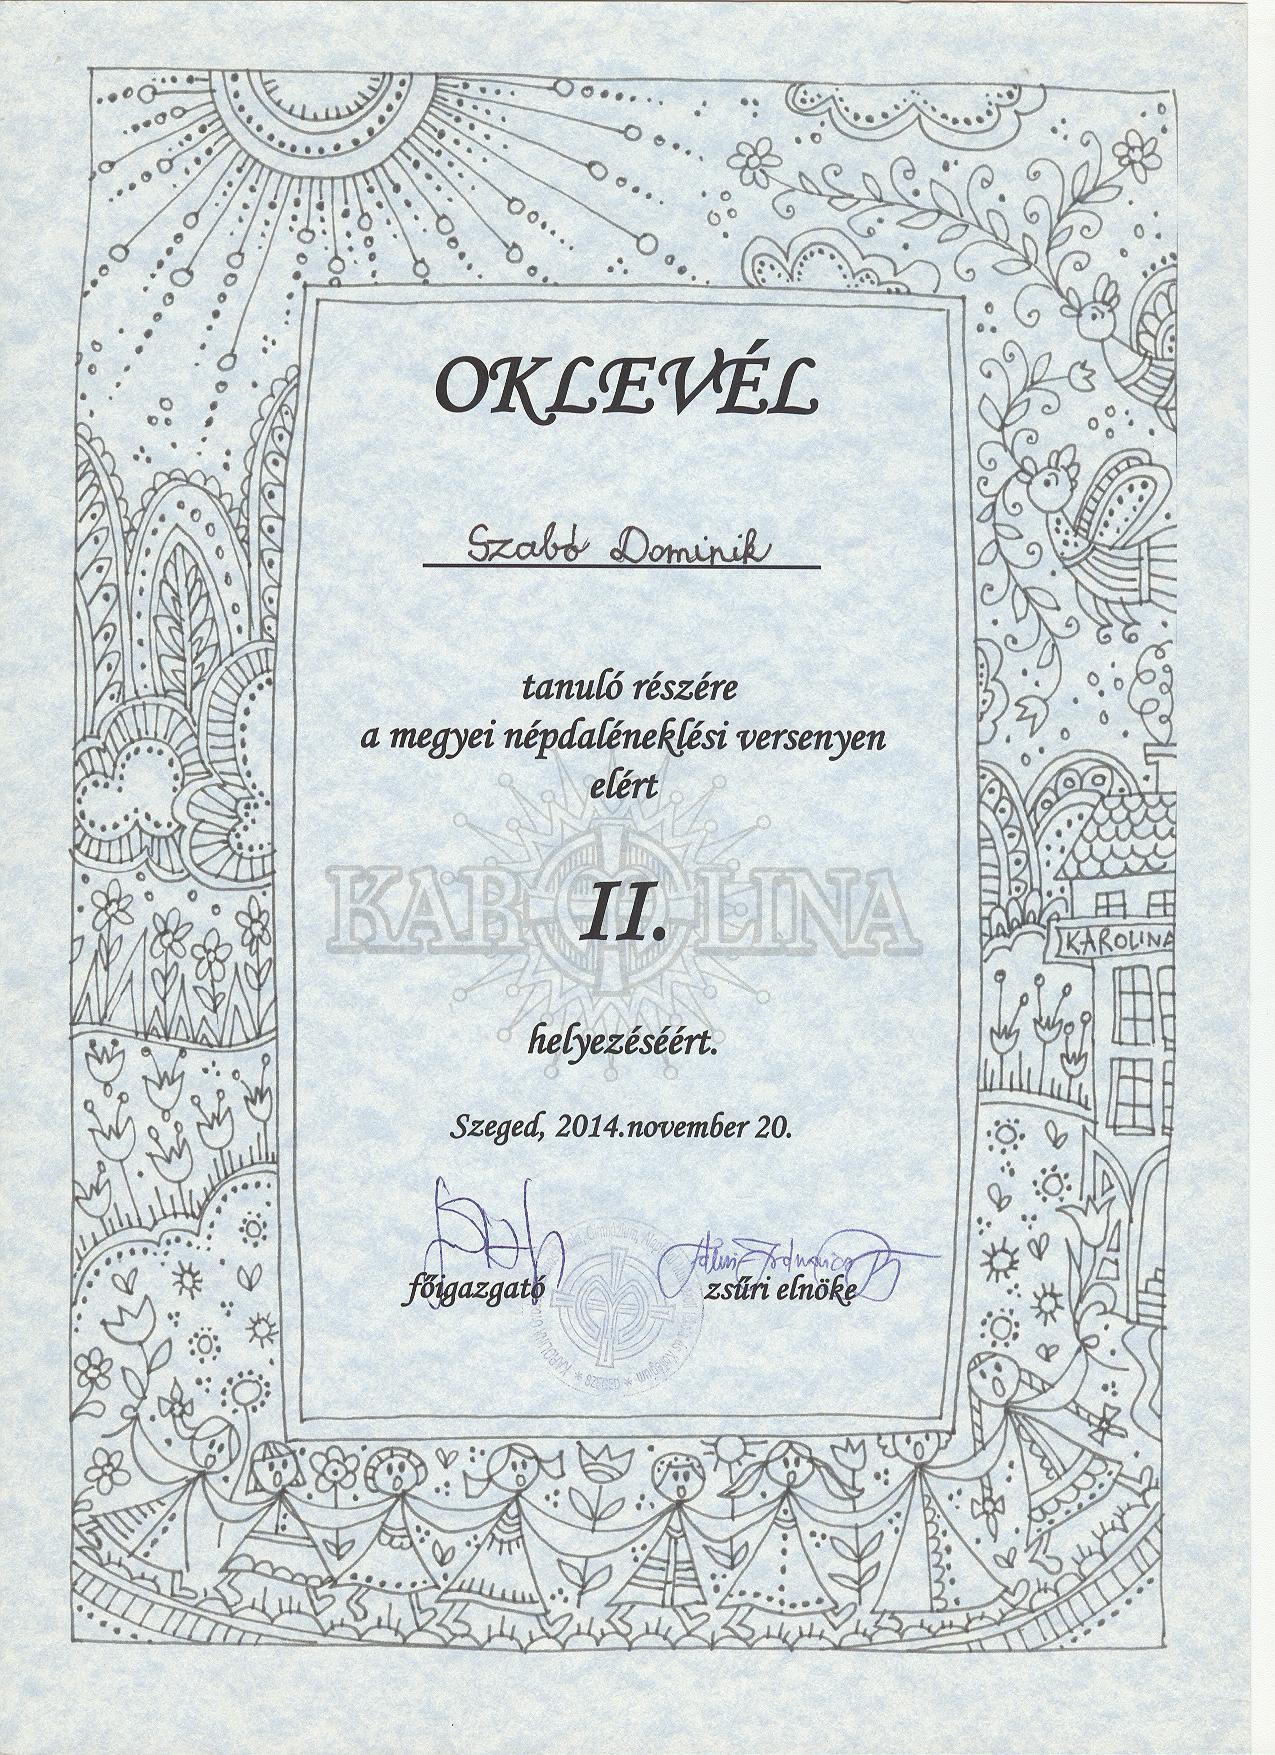 OKLEVÉL
Szabó Dominik
tanuló részére
a megyei népdaléneklési versenyen
elért
KAROLINA
II.
KAROLINA
helyezéséért.
Szeged, 2014.november 20.
főigazgató
zsűri elnöke
SZEGED